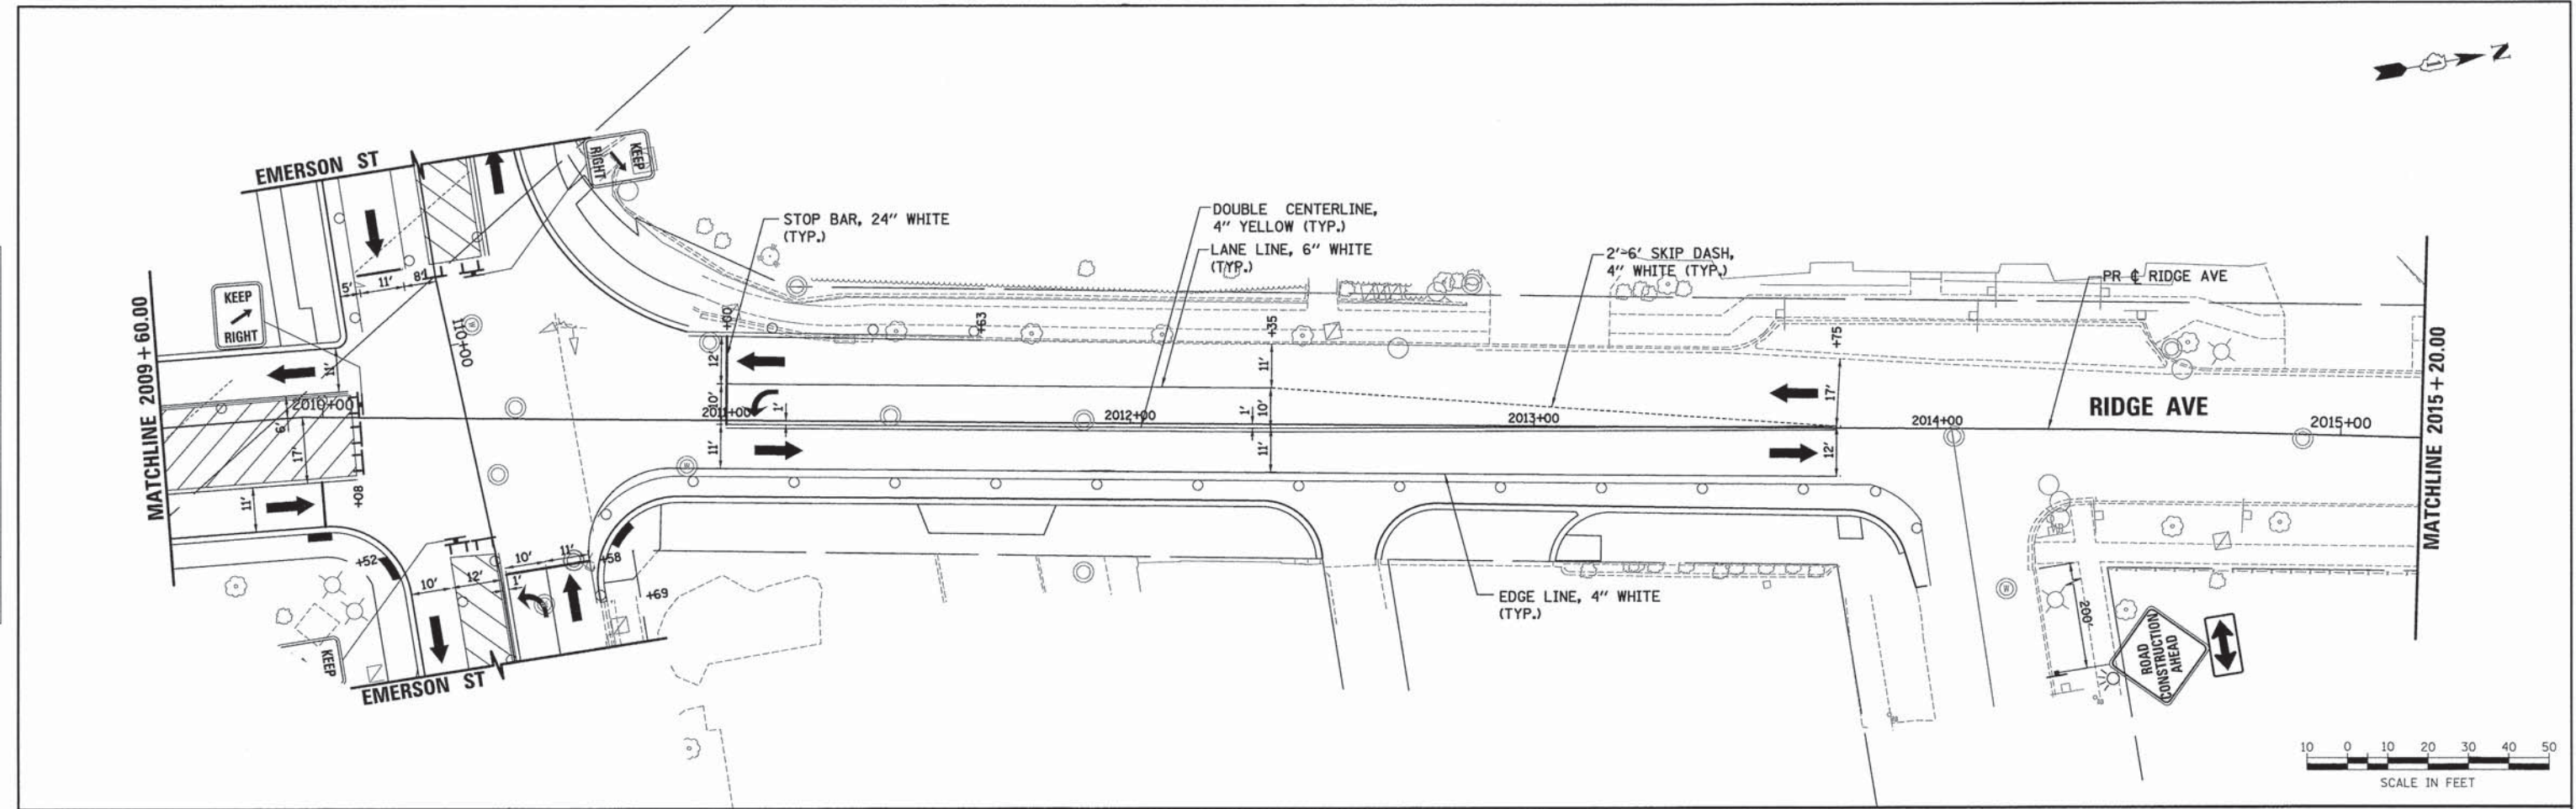 N
EMERSON ST
KEEP
RIGHT
STOP BAR, 24" WHITE
(TYP.)
DOUBLE CENTERLINE,
4" YELLOW (TYP.)
LANE LINE, 6" WHITE
(TYP.)
2'-6' SKIP DASH,
4" WHITE (TYP.)
PR ℄ RIDGE AVE
MATCHLINE 2009+60.00
KEEP
RIGHT
5'
11'
8'
110+00
+00
+63
+35
+75
12'
10'
1'
11'
11'
1'
10'
11'
17'
12'
11'
2010+00
2011+00
2012+00
2013+00
2014+00
2015+00
RIDGE AVE
MATCHLINE 2015+20.00
6'
17'
11'
+08
+52
10'
12'
1'
10'
11'
+58
+69
KEEP
EMERSON ST
EDGE LINE, 4" WHITE
(TYP.)
200'
ROAD
CONSTRUCTION
AHEAD
10 0 10 20 30 40 50
SCALE IN FEET